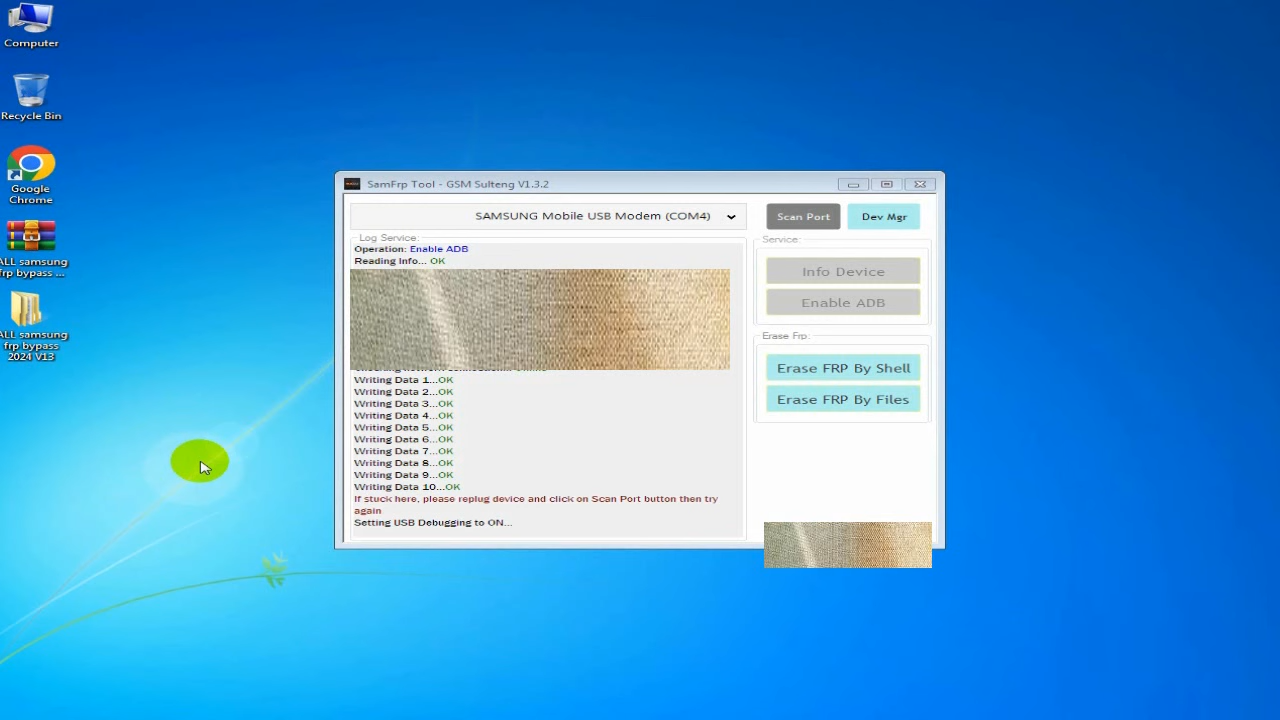 Computer
Recycle Bin
Google
Chrome
ALL samsung
frp bypass ...
ALL samsung
frp bypass
2024 V13
SamFrp Tool - GSM Sulteng V1.3.2
SAMSUNG Mobile USB Modem (COM4)
Scan Port
Dev Mgr
Log Service:
Operation: Enable ADB
Reading Info... OK
Writing Data 1...OK
Writing Data 2...OK
Writing Data 3...OK
Writing Data 4...OK
Writing Data 5...OK
Writing Data 6...OK
Writing Data 7...OK
Writing Data 8...OK
Writing Data 9...OK
Writing Data 10...OK
If stuck here, please replug device and click on Scan Port button then try
again
Setting USB Debugging to ON...
Service:
Info Device
Enable ADB
Erase Frp:
Erase FRP By Shell
Erase FRP By Files